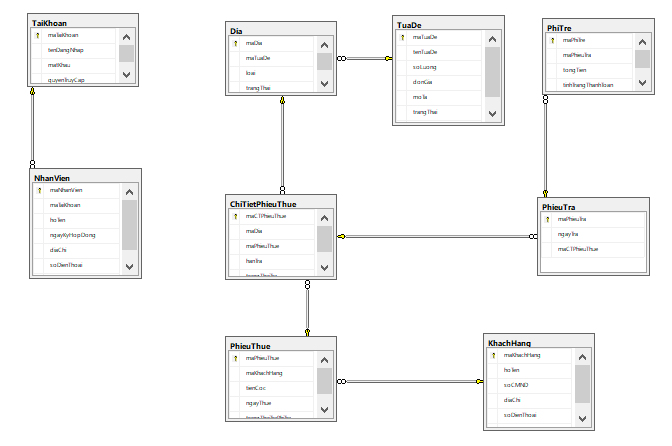 TaiKhoan
maTaiKhoan
tenDangNhap
matKhau
quyenTruyCap
NhanVien
maNhanVien
maTaiKhoan
hoTen
ngayKyHopDong
diaChi
soDienThoai
Dia
maDia
maTuaDe
loai
trangThai
TuaDe
maTuaDe
tenTuaDe
soLuong
donGia
moTa
trangThai
PhiTre
maPhiTre
maPhieuTra
tongTien
tinhTrangThanhToan
ChiTietPhieuThue
maCTPhieuThue
maDia
maPhieuThue
hanTra
PhieuTra
maPhieuTra
ngayTra
maCTPhieuThue
PhieuThue
maPhieuThue
maKhachHang
tienCoc
ngayThue
KhachHang
maKhachHang
hoTen
soCMND
diaChi
soDienThoai